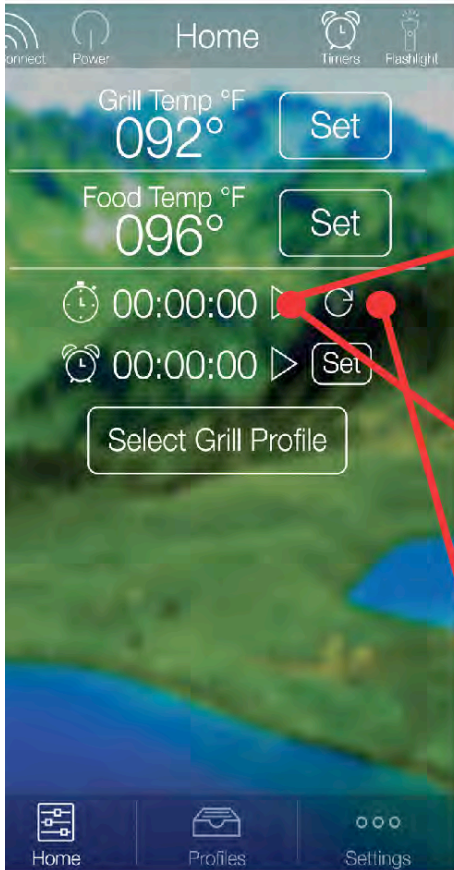 onnect Power Home Timers Flashlight
Grill Temp °F
092° Set
Food Temp °F
096° Set
00:00:00
00:00:00 Set
Select Grill Profile
Home Profiles Settings